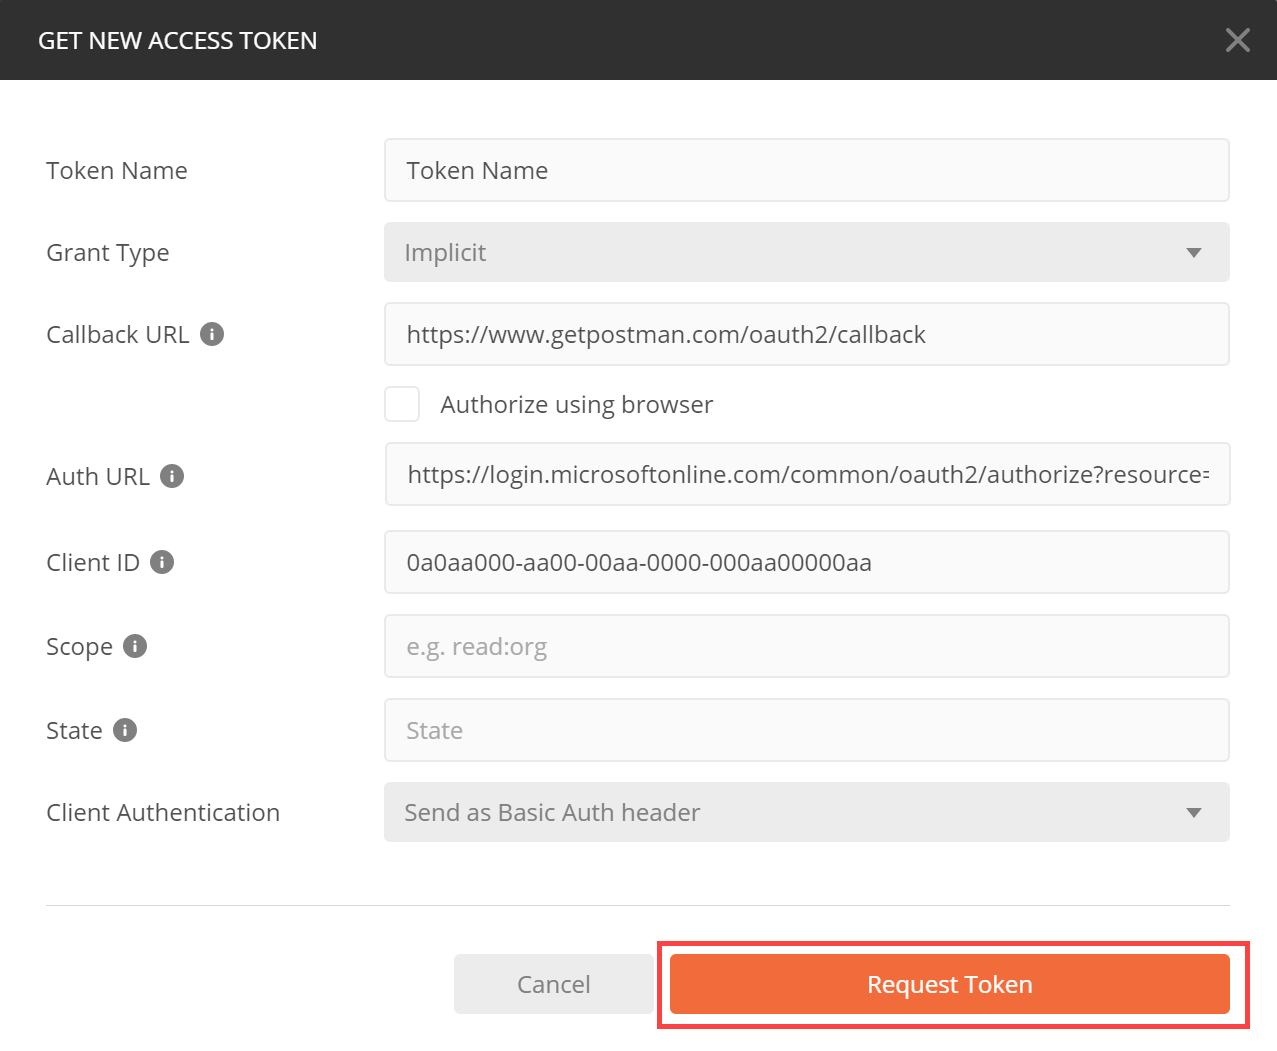 GET NEW ACCESS TOKEN
Token Name
Token Name
Grant Type
Implicit
Callback URL
https://www.getpostman.com/oauth2/callback
Authorize using browser
Auth URL
https://login.microsoftonline.com/common/oauth2/authorize?resource=
Client ID
0a0aa000-aa00-00aa-0000-000aa00000aa
Scope
e.g. read:org
State
State
Client Authentication
Send as Basic Auth header
Cancel
Request Token